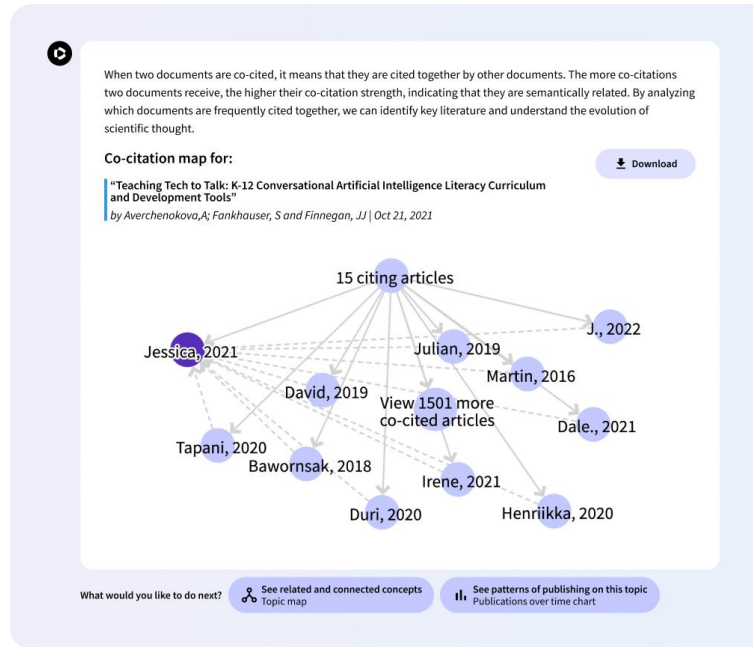 When two documents are co-cited, it means that they are cited together by other documents. The more co-citations
two documents receive, the higher their co-citation strength, indicating that they are semantically related. By analyzing
which documents are frequently cited together, we can identify key literature and understand the evolution of
scientific thought.
Co-citation map for:
Download
“Teaching Tech to Talk: K-12 Conversational Artificial Intelligence Literacy Curriculum
and Development Tools”
by Averchenokova,A; Fankhauser, S and Finnegan, JJ | Oct 21, 2021
15 citing articles
J., 2022
Jessica, 2021
Julian, 2019
Martin, 2016
David, 2019
View 1501 more
co-cited articles
Dale., 2021
Tapani, 2020
Bawornsak, 2018
Irene, 2021
Duri, 2020
Henriikka, 2020
What would you like to do next?
See related and connected concepts
Topic map
See patterns of publishing on this topic
Publications over time chart